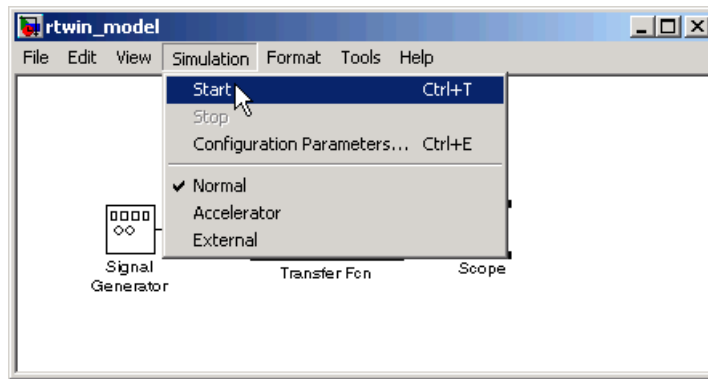 rtwin_model
File Edit View Simulation Format Tools Help
Start Ctrl+T
Stop
Configuration Parameters... Ctrl+E
Normal
Accelerator
External
Signal
Generator
Transfer Fcn
Scope